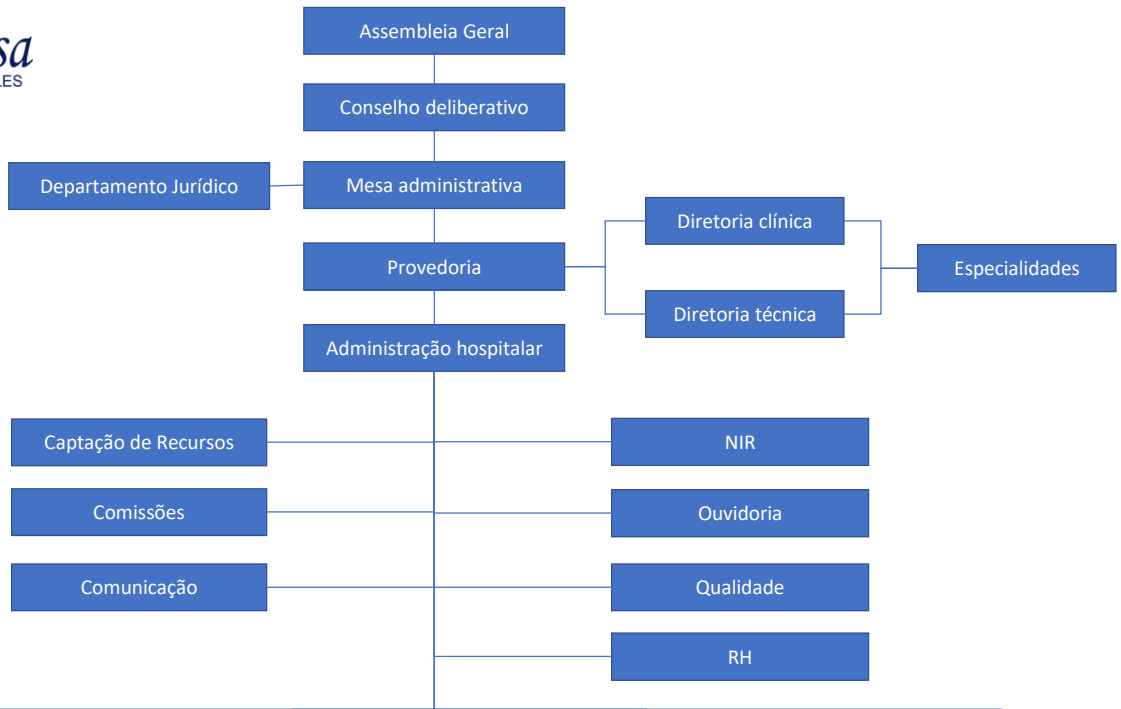 Assembleia Geral
Conselho deliberativo
Departamento Jurídico
Mesa administrativa
Diretoria clínica
Provedoria
Especialidades
Diretoria técnica
Administração hospitalar
Captação de Recursos
NIR
Comissões
Ouvidoria
Comunicação
Qualidade
RH